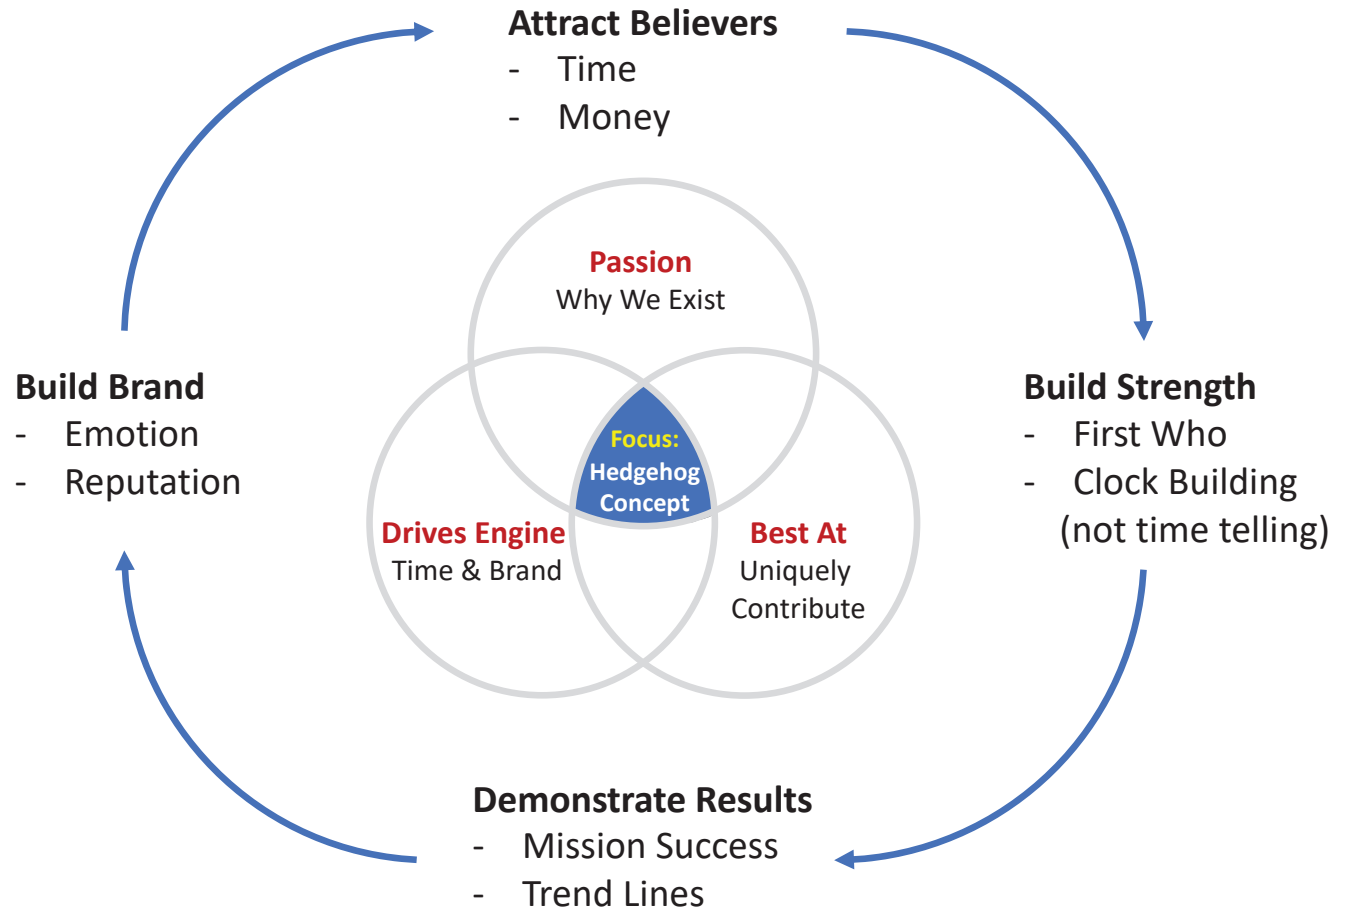 Attract Believers
- Time
- Money
Passion
Why We Exist
Build Brand
- Emotion
- Reputation
Focus:
Hedgehog
Concept
Build Strength
- First Who
- Clock Building
(not time telling)
Drives Engine
Time & Brand
Best At
Uniquely
Contribute
Demonstrate Results
- Mission Success
- Trend Lines